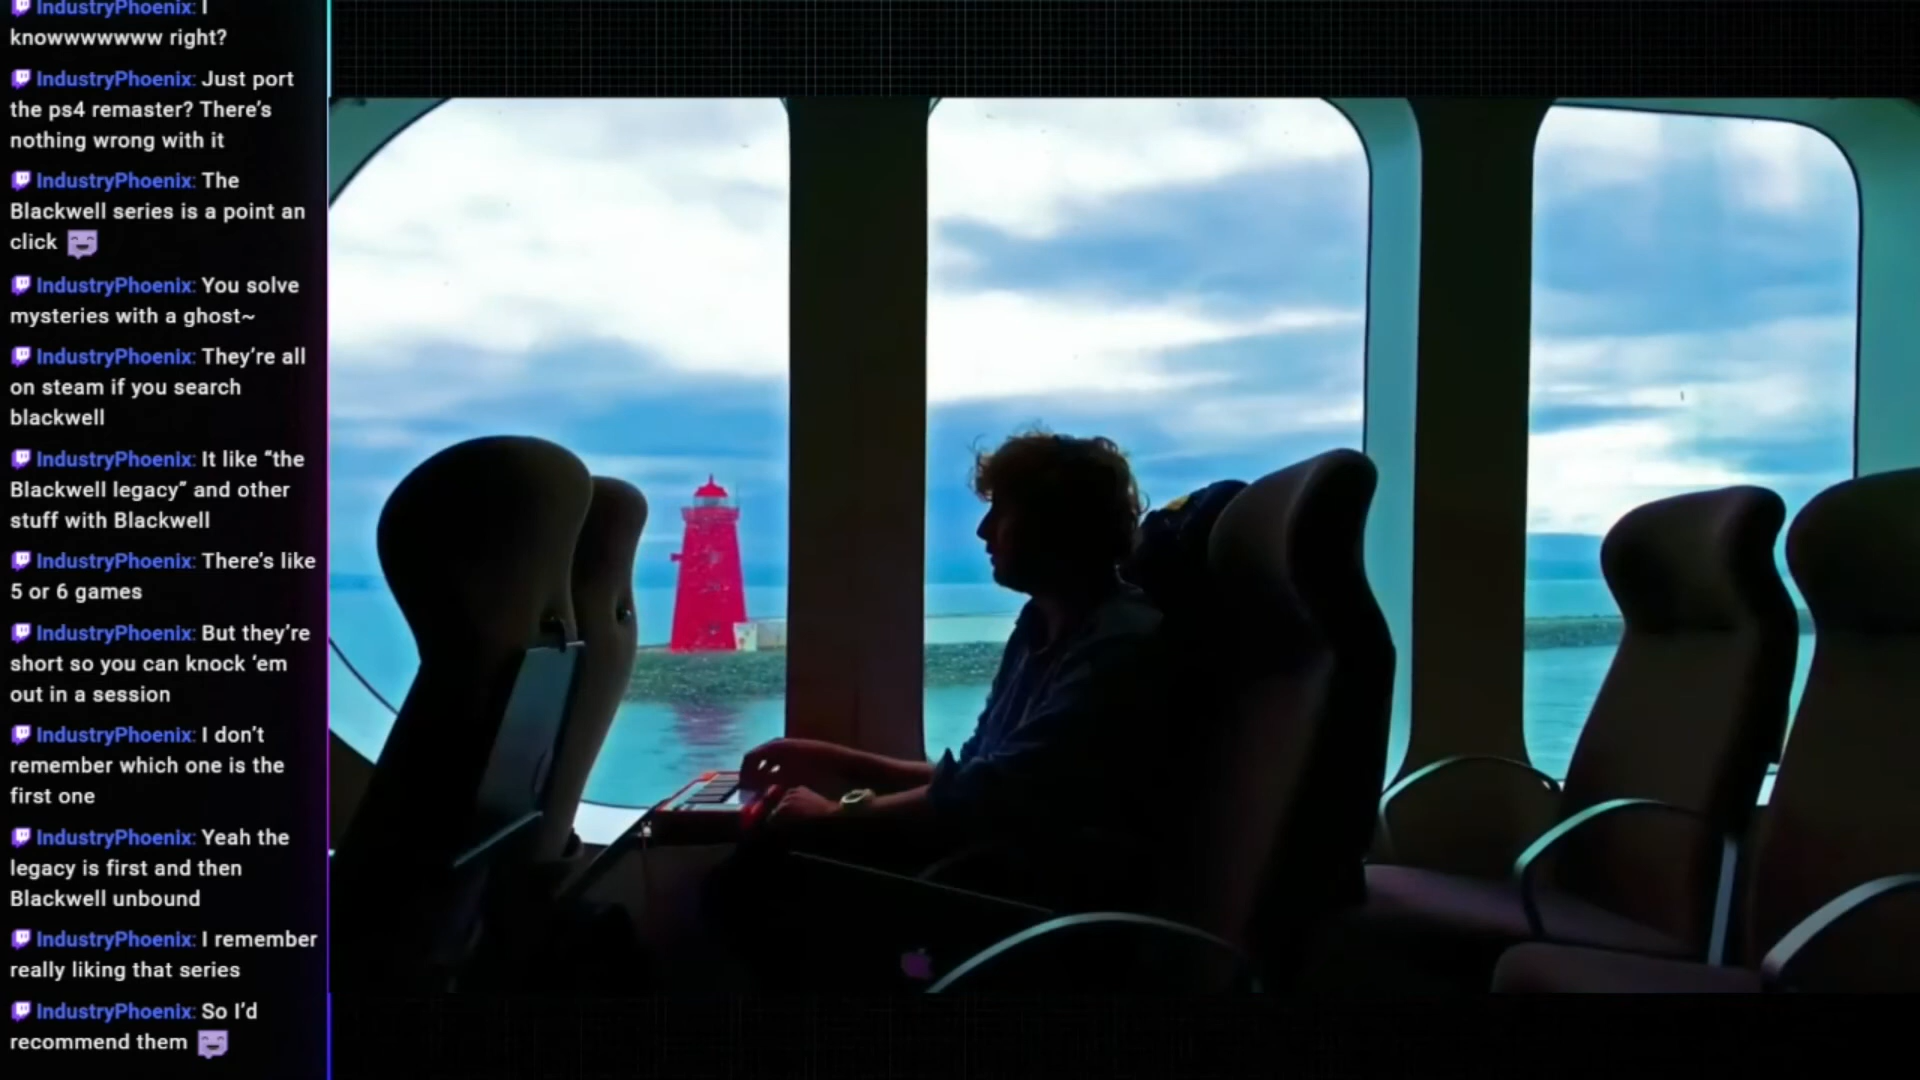 IndustryPhoenix: I
knowwwwwww right?
IndustryPhoenix: Just port
the ps4 remaster? There's
nothing wrong with it
IndustryPhoenix: The
Blackwell series is a point an
click
IndustryPhoenix: You solve
mysteries with a ghost~
IndustryPhoenix: They're all
on steam if you search
blackwell
IndustryPhoenix: It like “the
Blackwell legacy” and other
stuff with Blackwell
IndustryPhoenix: There's like
5 or 6 games
IndustryPhoenix: But they're
short so you can knock ‘em
out in a session
IndustryPhoenix: I don't
remember which one is the
first one
IndustryPhoenix: Yeah the
legacy is first and then
Blackwell unbound
IndustryPhoenix: I remember
really liking that series
IndustryPhoenix: So I'd
recommend them